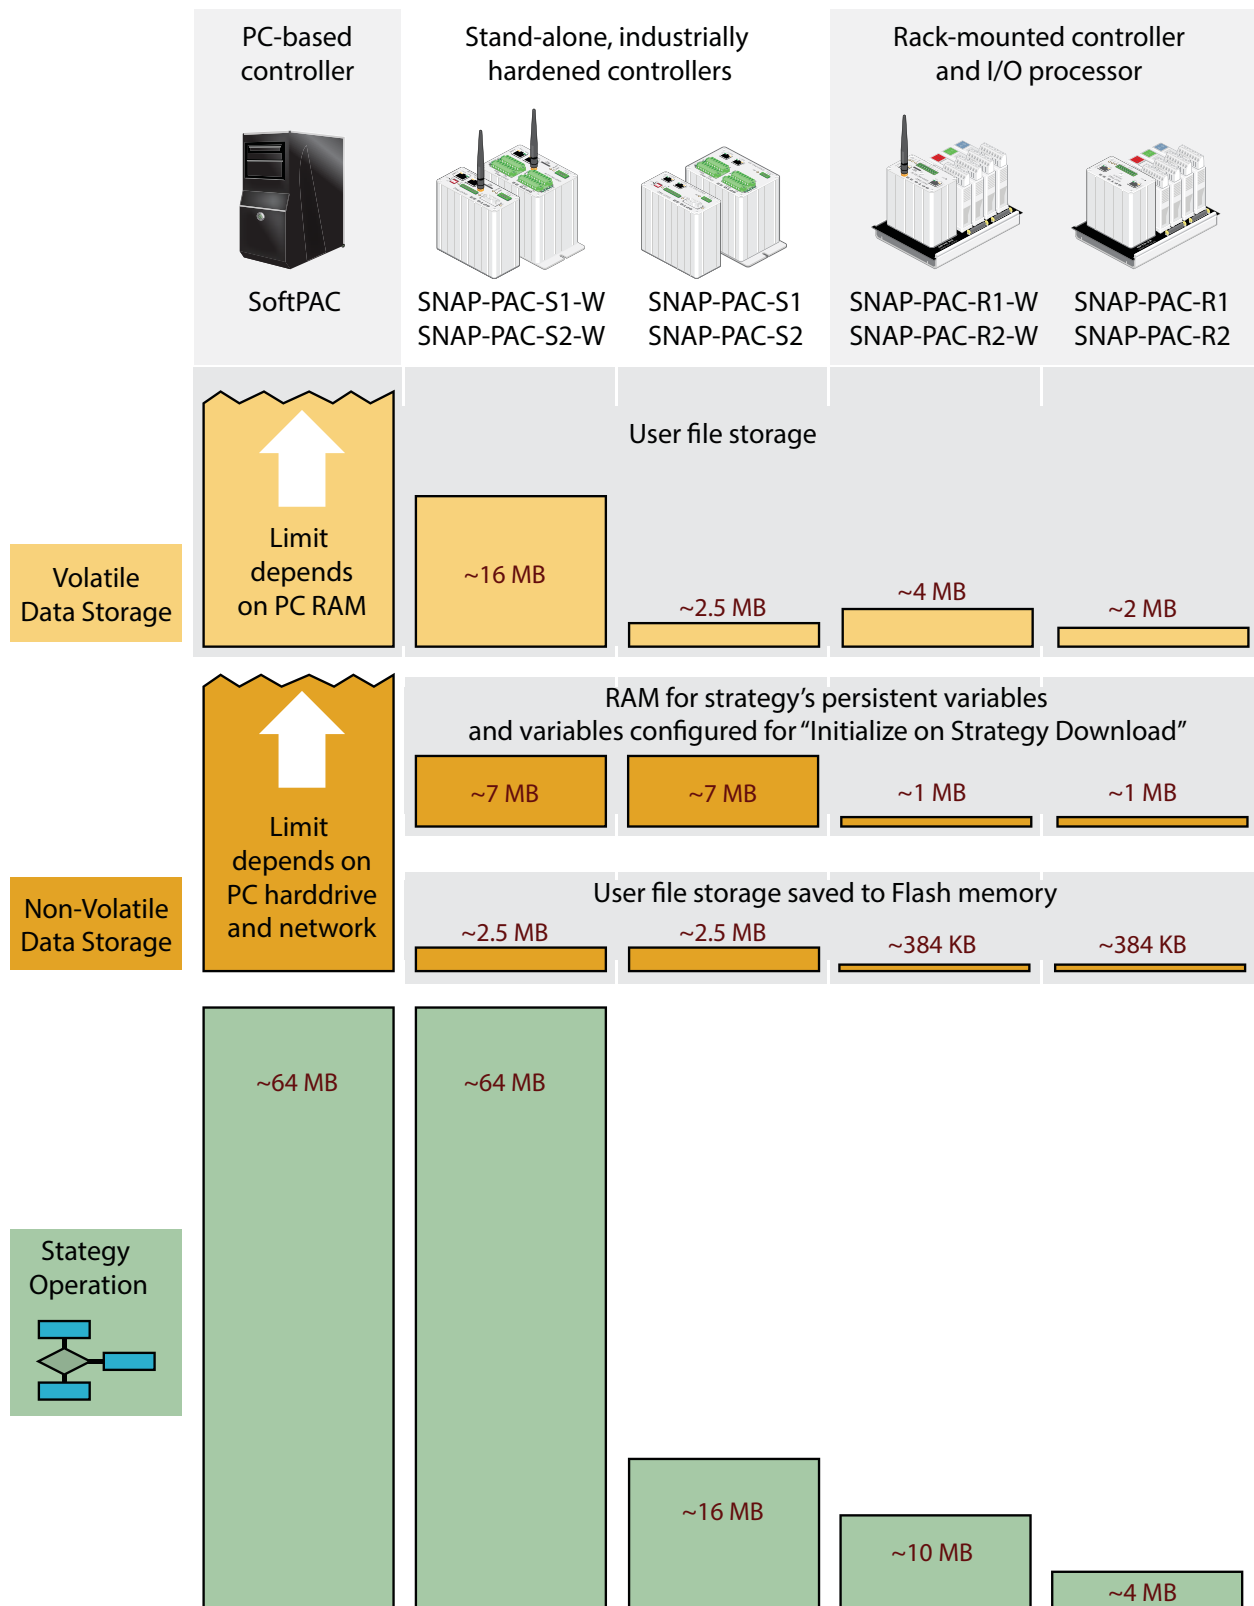 PC-based
controller
Stand-alone, industrially
hardened controllers
Rack-mounted controller
and I/O processor
SoftPAC
SNAP-PAC-S1-W
SNAP-PAC-S2-W
SNAP-PAC-S1
SNAP-PAC-S2
SNAP-PAC-R1-W
SNAP-PAC-R2-W
SNAP-PAC-R1
SNAP-PAC-R2
User file storage
Volatile
Data Storage
Limit
depends
on PC RAM
~16 MB
~2.5 MB
~4 MB
~2 MB
RAM for strategy’s persistent variables
and variables configured for “Initialize on Strategy Download”
~7 MB
~7 MB
~1 MB
~1 MB
Non-Volatile
Data Storage
Limit
depends on
PC harddrive
and network
User file storage saved to Flash memory
~2.5 MB
~2.5 MB
~384 KB
~384 KB
Stategy
Operation
~64 MB
~64 MB
~16 MB
~10 MB
~4 MB